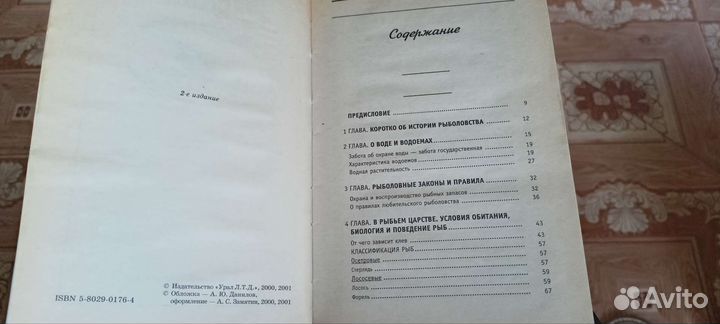 2-е издание
© Издательство «Урал Л.Т.Д.», 2000, 2001
© Обложка — А. Ю. Данилов,
оформление — А. С. Замятин, 2000, 2001
ISBN 5-8029-0176-4
Содержание
ПРЕДИСЛОВИЕ 9
1 ГЛАВА. КОРОТКО ОБ ИСТОРИИ РЫБОЛОВСТВА 12
2 ГЛАВА. О ВОДЕ И ВОДОЕМАХ 15
Забота об охране воды — забота государственная 19
Характеристика водоемов 19
Водная растительность 27
3 ГЛАВА. РЫБОЛОВНЫЕ ЗАКОНЫ И ПРАВИЛА 32
Охрана и воспроизводство рыбных запасов 32
О правилах любительского рыболовства 36
4 ГЛАВА. В РЫБЬЕМ ЦАРСТВЕ. УСЛОВИЯ ОБИТАНИЯ,
БИОЛОГИЯ И ПОВЕДЕНИЕ РЫБ 43
От чего зависит клев 43
КЛАССИФИКАЦИЯ РЫБ 57
Осетровые 57
Стерлядь 57
Лососевые 59
Лосось 59
Форель 67
Avito